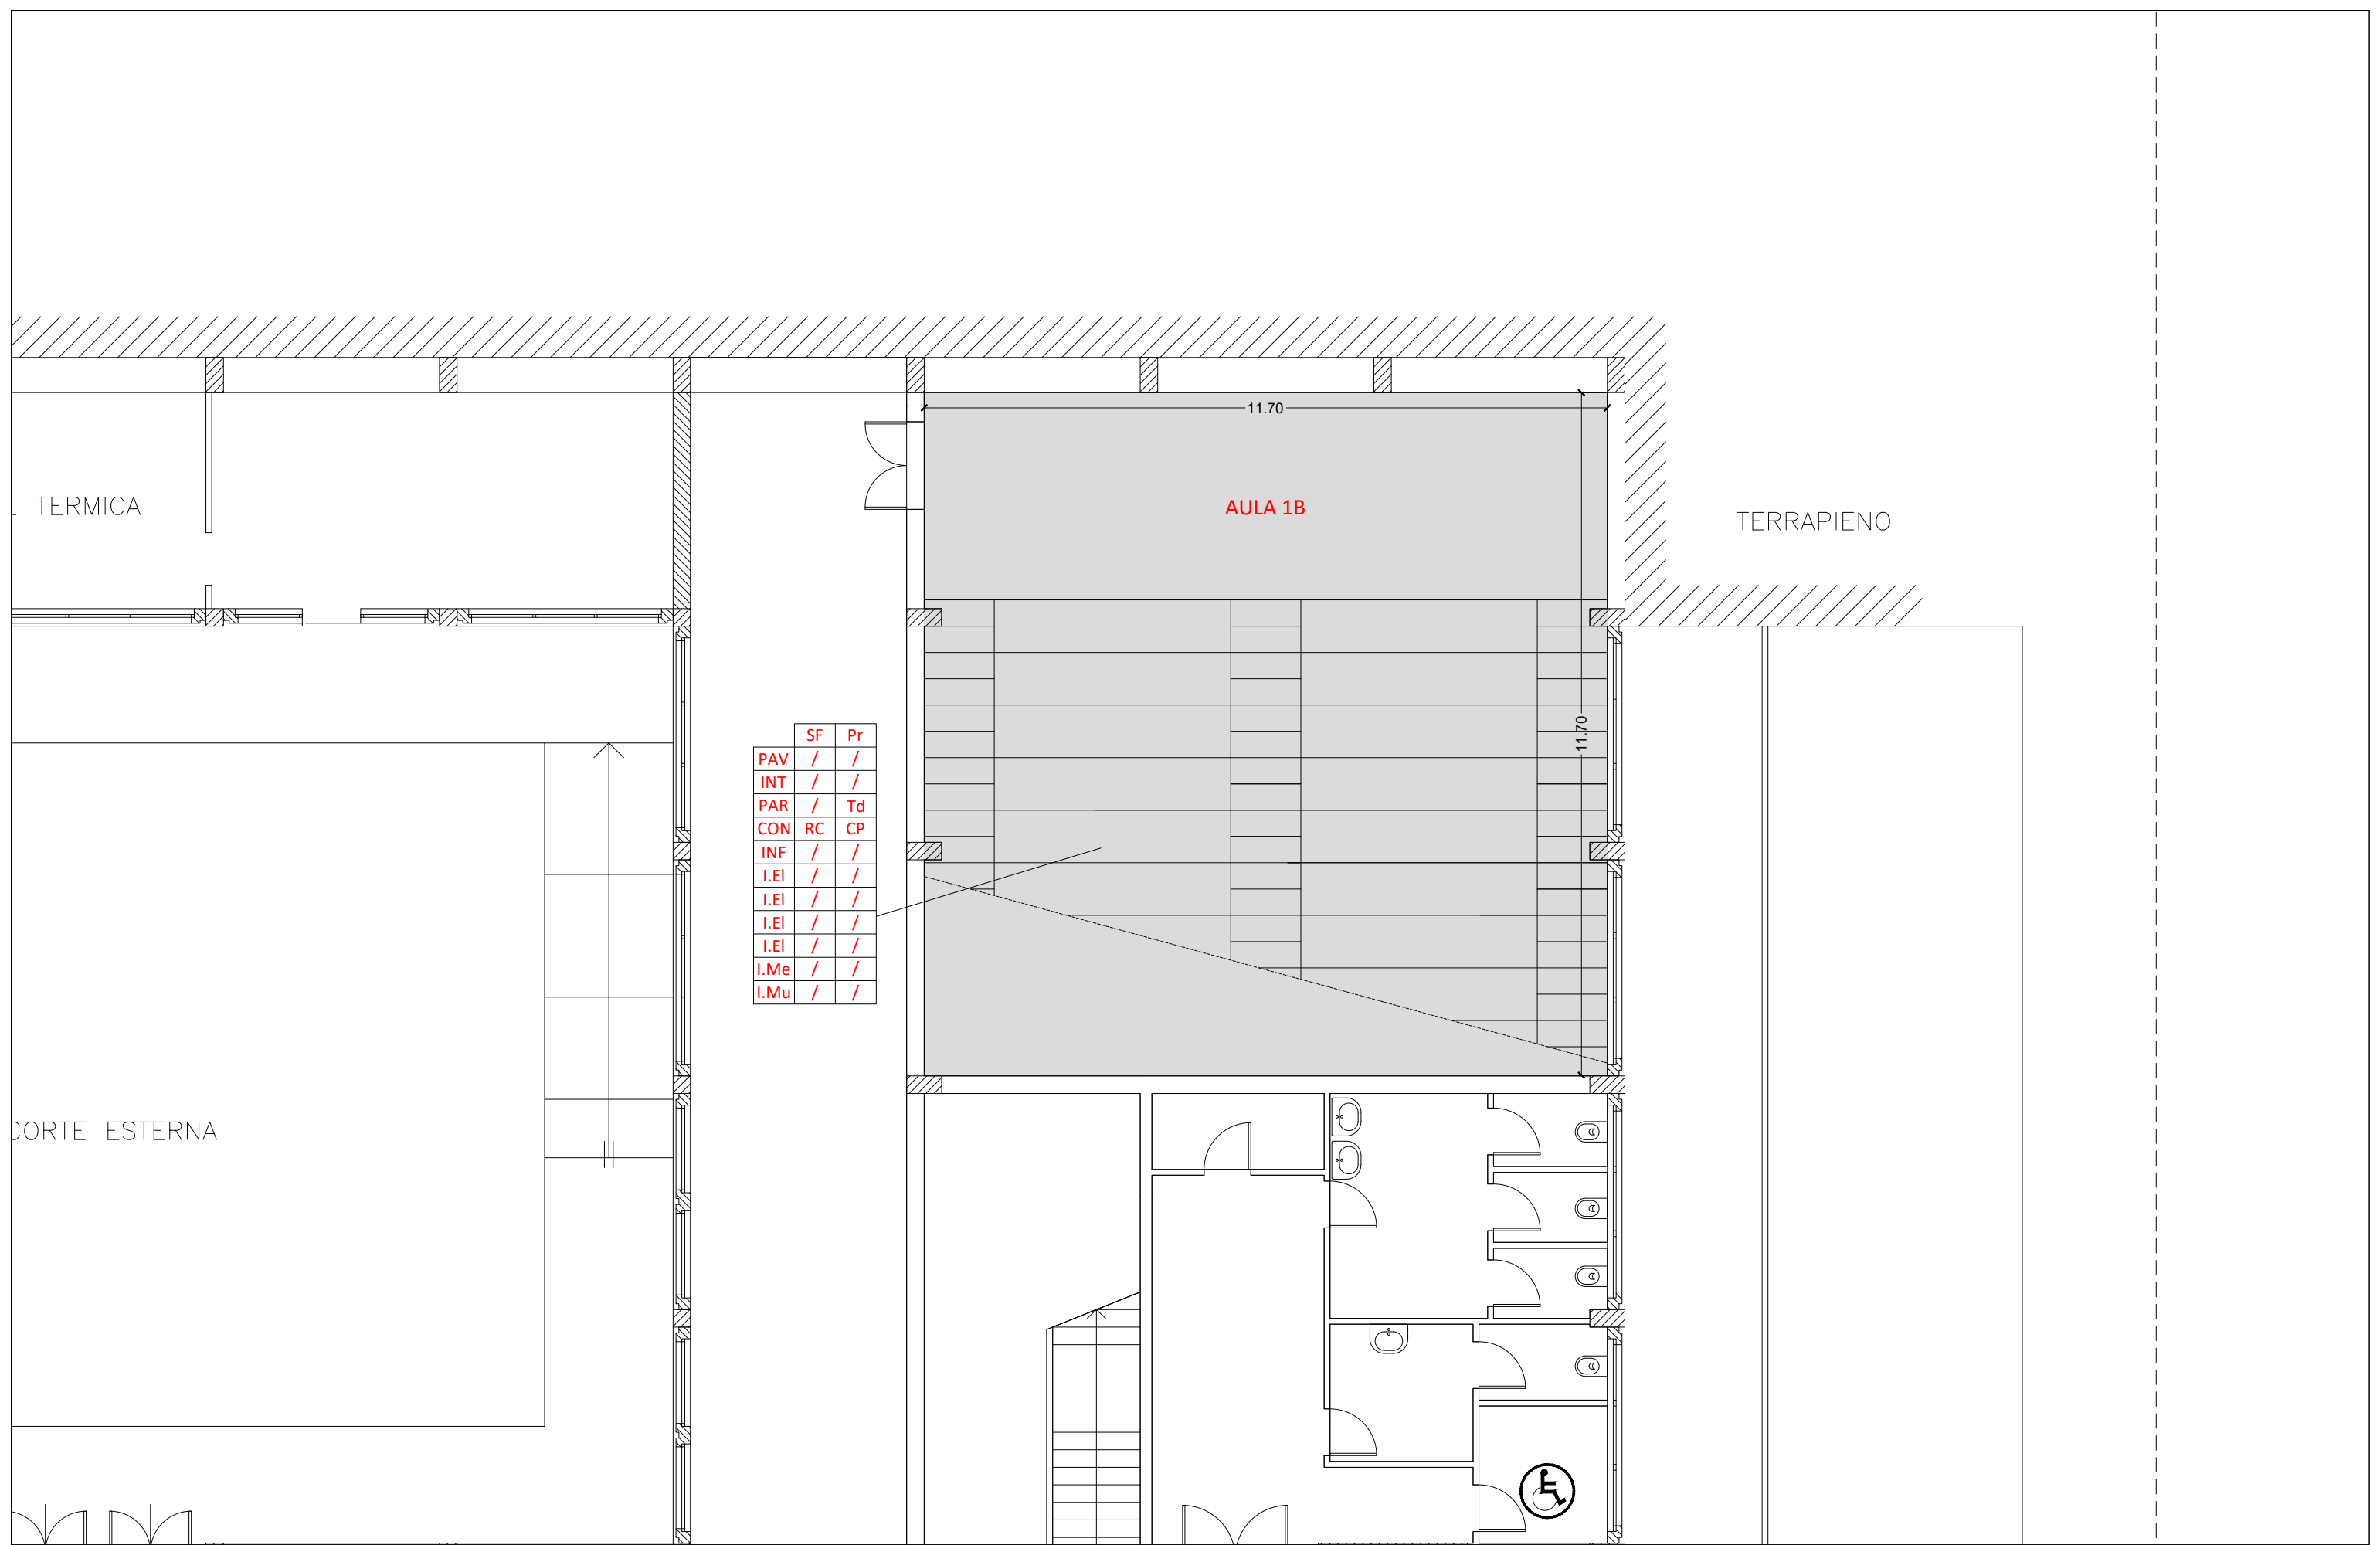 11.70
AULA 1B
E TERMICA
TERRAPIENO
11.70
SF Pr
PAV / /
INT / /
PAR / Td
CON RC CP
INF / /
I.El / /
I.El / /
I.El / /
I.El / /
I.Me / /
I.Mu / /
CORTE ESTERNA